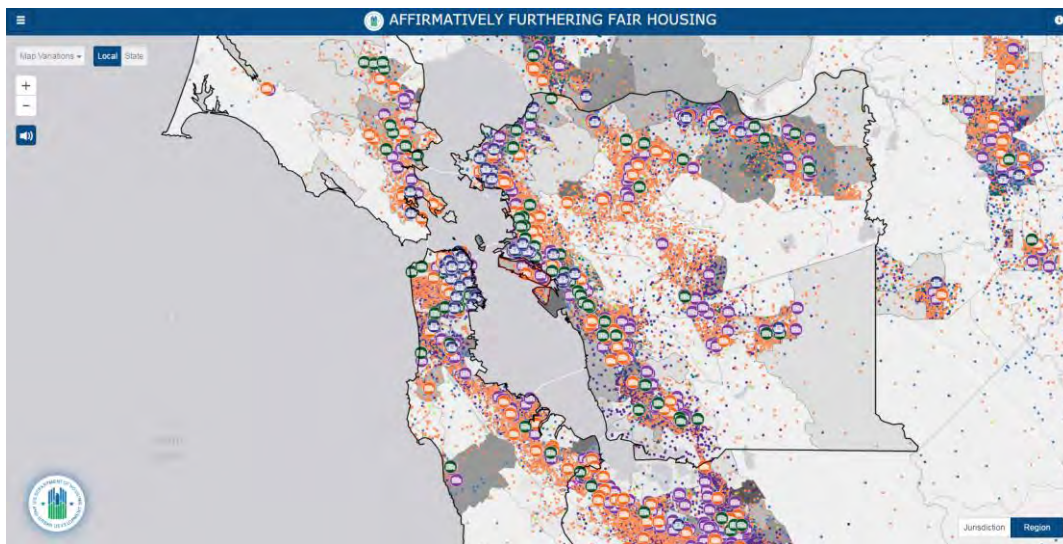 AFFIRMATIVELY FURTHERING FAIR HOUSING
Map Variations
Local
State
+
−
Jurisdiction
Region